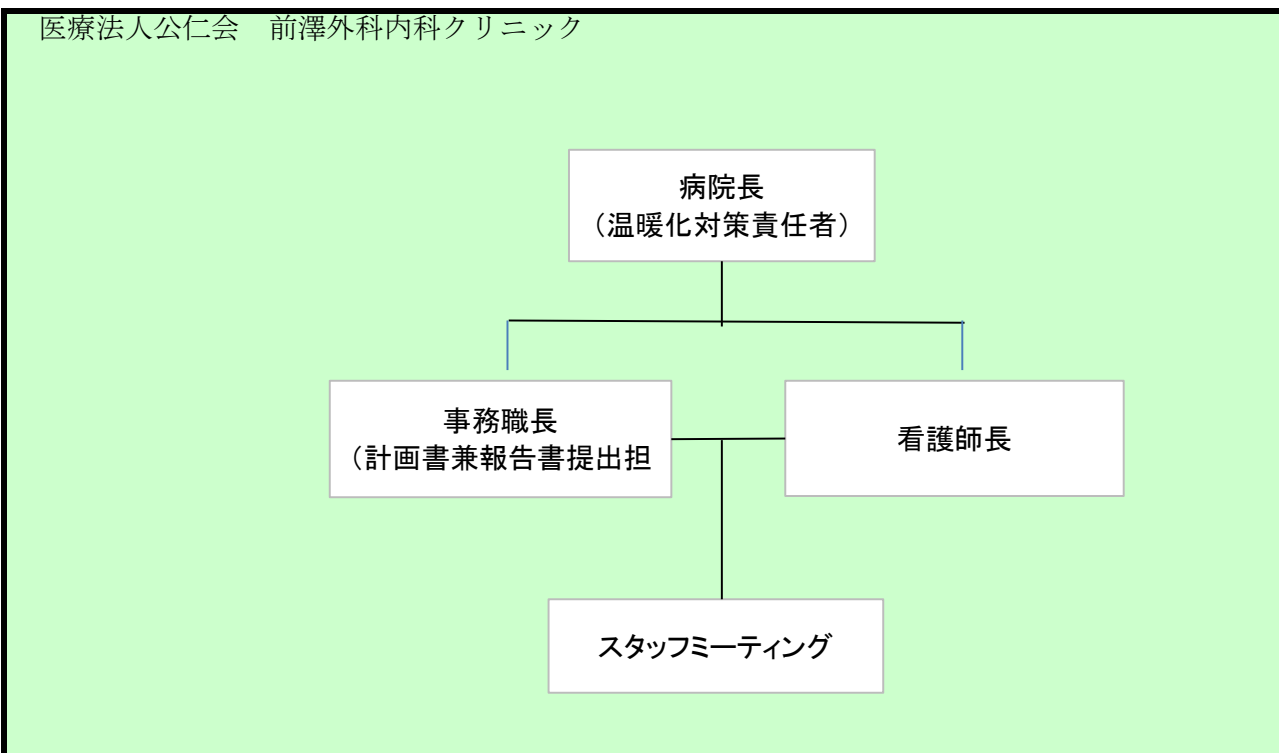 医療法人公仁会　前澤外科内科クリニック
病院長
（温暖化対策責任者）
事務職長
（計画書兼報告書提出担
看護師長
スタッフミーティング